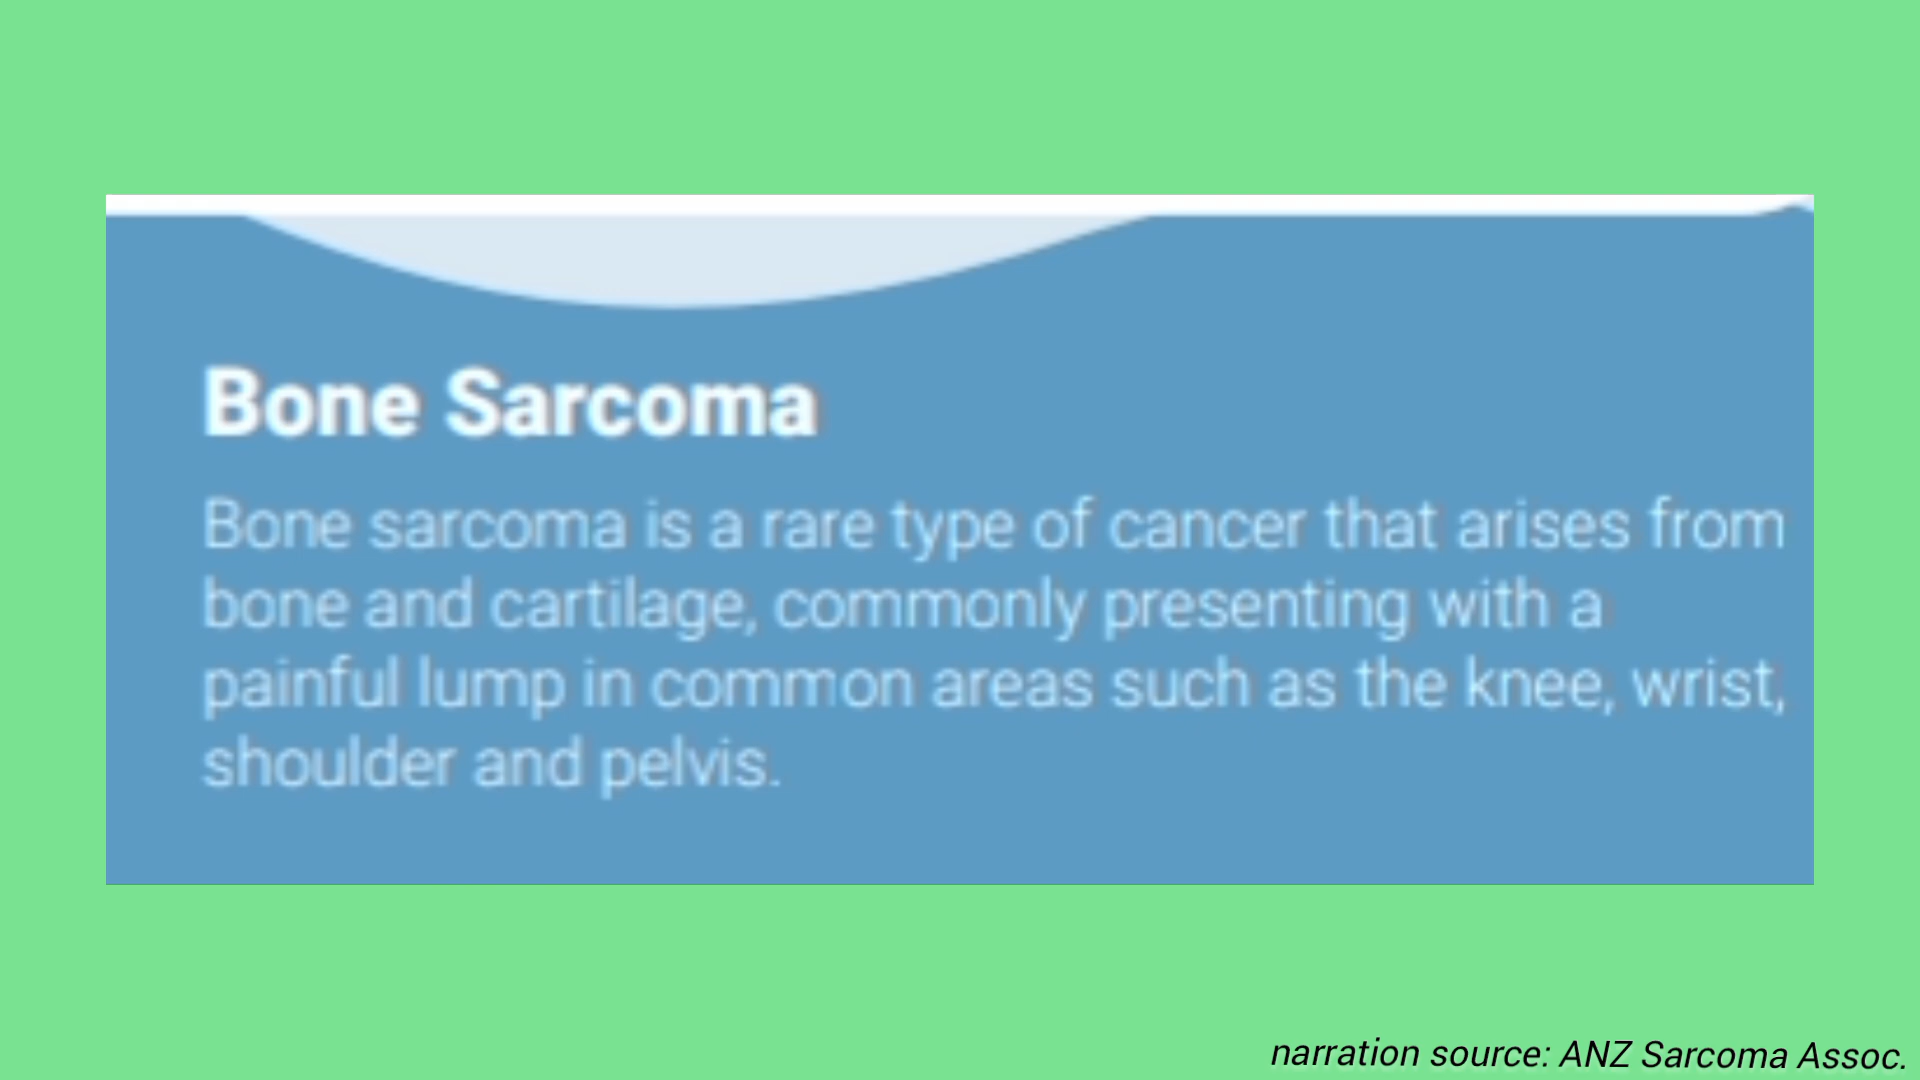 Bone Sarcoma
Bone sarcoma is a rare type of cancer that arises from
bone and cartilage, commonly presenting with a
painful lump in common areas such as the knee, wrist,
shoulder and pelvis.
narration source: ANZ Sarcoma Assoc.